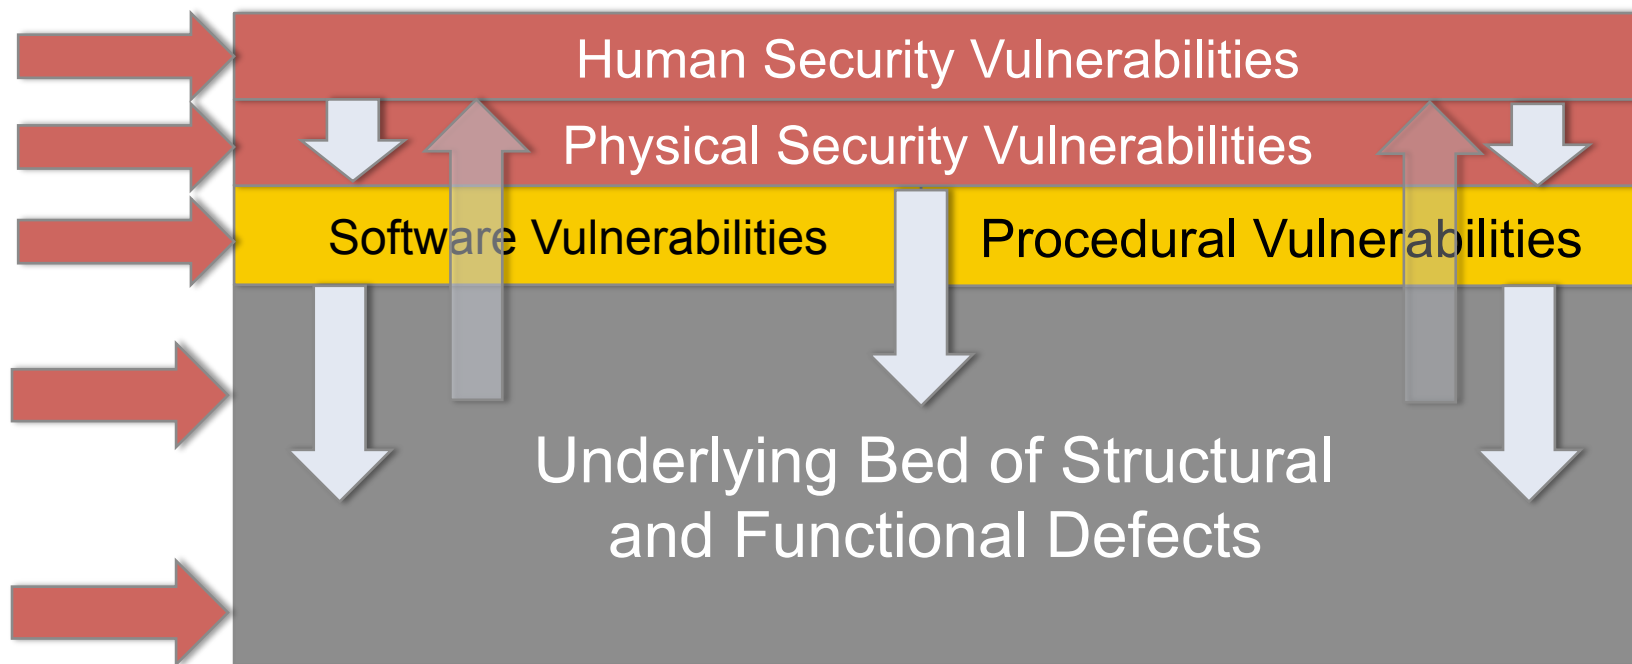 Human Security Vulnerabilities
Physical Security Vulnerabilities
Software Vulnerabilities
Procedural Vulnerabilities
Underlying Bed of Structural
and Functional Defects